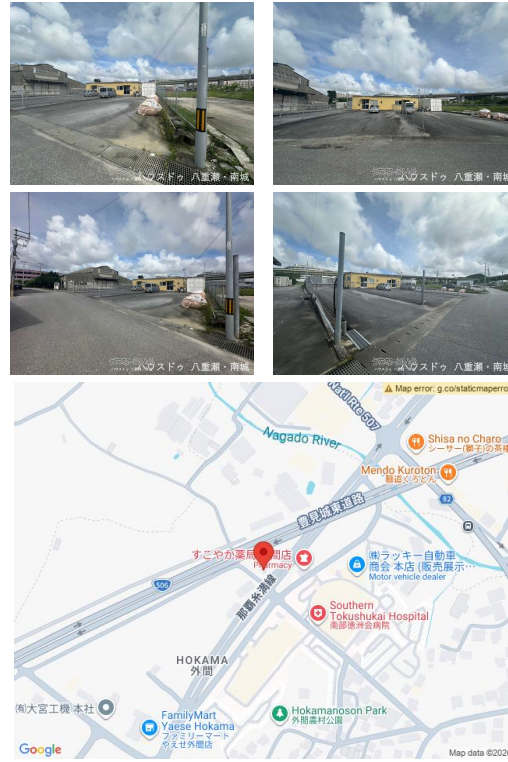 ハウスドゥ 八重瀬・南城
ハウスドゥ 八重瀬・南城
ハウスドゥ 八重瀬・南城
ハウスドゥ 八重瀬・南城
⚠ Map error: g.co/staticmaperro
Nat'l Rte 507
Nagado River
Shisa no Charo
シーサー(獅子)の茶楼
Mendo Kuroton
麺道くろとん
82
豊見城東道路
すこやか薬局
間店
Pharmacy
㈱ラッキー自動車
商会 本店 (販売展示…
Motor vehicle dealer
506
那覇糸満線
Southern
Tokushukai Hospital
南部徳洲会病院
HOKAMA
外間
Hokamanoson Park
外間農村公園
㈲大宮工機 本社
FamilyMart
Yaese Hokama
ファミリーマート
やえせ外間店
Google
Map data ©2026